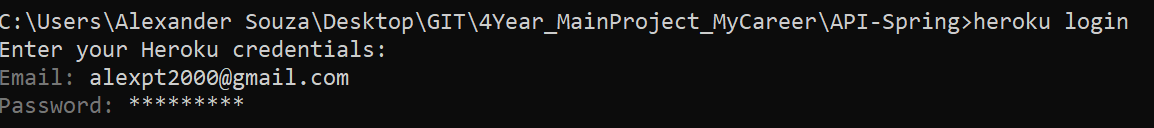 C:\Users\Alexander Souza\Desktop\GIT\4Year_MainProject_MyCareer\API-Spring>heroku login
Enter your Heroku credentials:
Email: alexpt2000@gmail.com
Password: *********